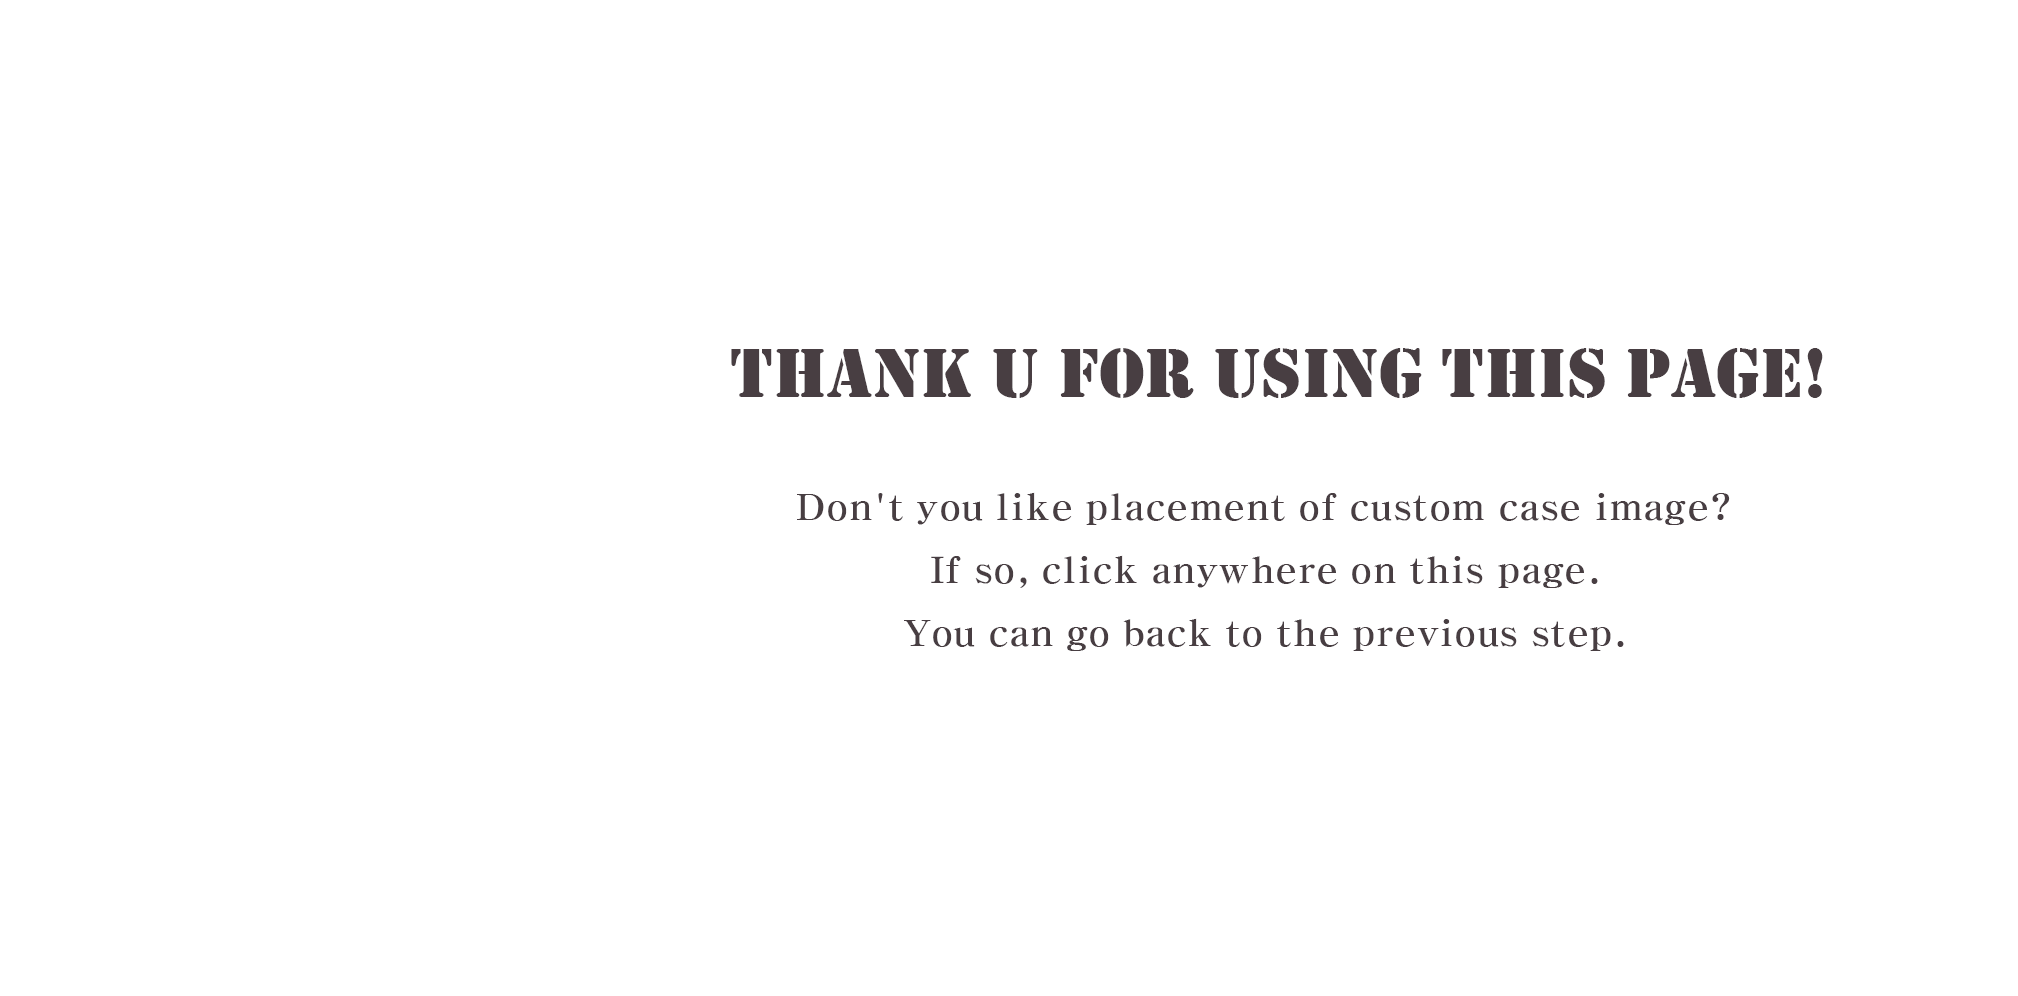 THANK U FOR USING THIS PAGE!
Don't you like placement of custom case image?
If so, click anywhere on this page.
You can go back to the previous step.